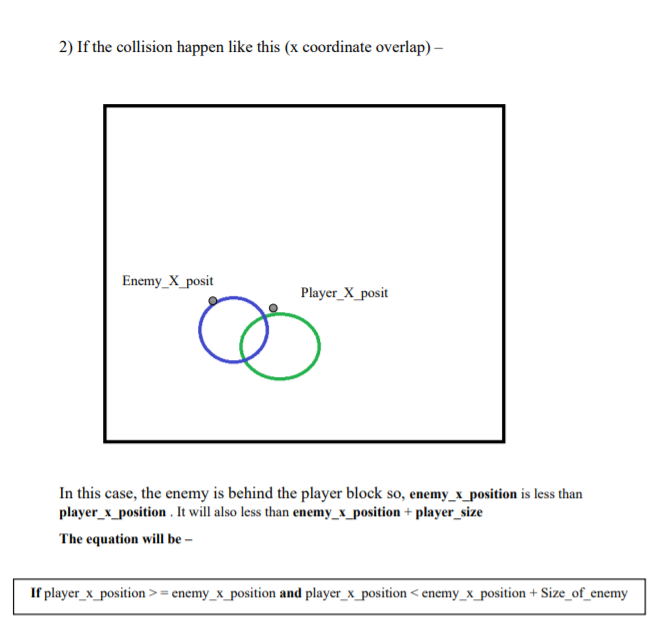 2) If the collision happen like this (x coordinate overlap) –
Enemy_X_posit
Player_X_posit
In this case, the enemy is behind the player block so, enemy_x_position is less than
player_x_position . It will also less than enemy_x_position + player_size
The equation will be –
If player_x_position > = enemy_x_position and player_x_position < enemy_x_position + Size_of_enemy